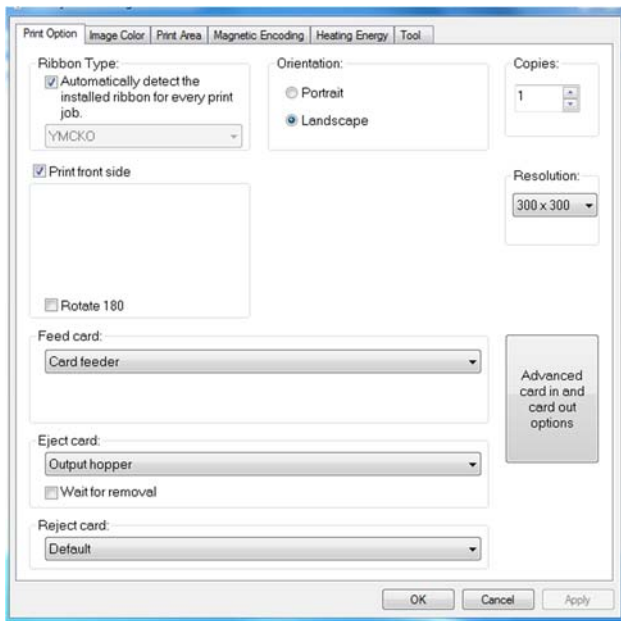 Print Option Image Color Print Area Magnetic Encoding Heating Energy Tool
Ribbon Type:
Automatically detect the
installed ribbon for every print
job.
YMCKO
Orientation:
Portrait
Landscape
Copies:
1
Print front side
Rotate 180
Resolution:
300 x 300
Feed card:
Card feeder
Advanced
card in and
card out
options
Eject card:
Output hopper
Wait for removal
Reject card:
Default
OK Cancel Apply